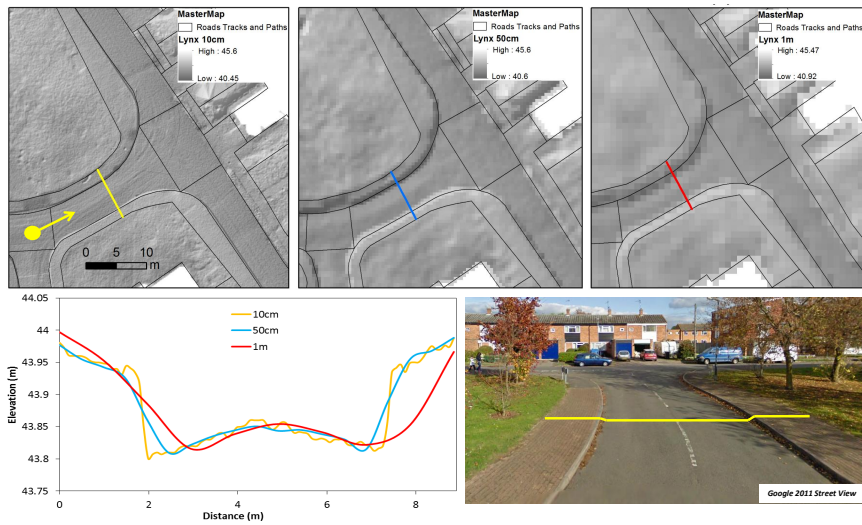 MasterMap
Roads Tracks and Paths
Lynx 10cm
High : 45.6
Low : 40.45
0 5 10
m
MasterMap
Roads Tracks and Paths
Lynx 50cm
High : 45.6
Low : 40.6
MasterMap
Roads Tracks and Paths
Lynx 1m
High : 45.47
Low : 40.92
44.05
44
43.95
43.9
43.85
43.8
43.75
Elevation (m)
10cm
50cm
1m
0 2 4 6 8
Distance (m)
Google 2011 Street View